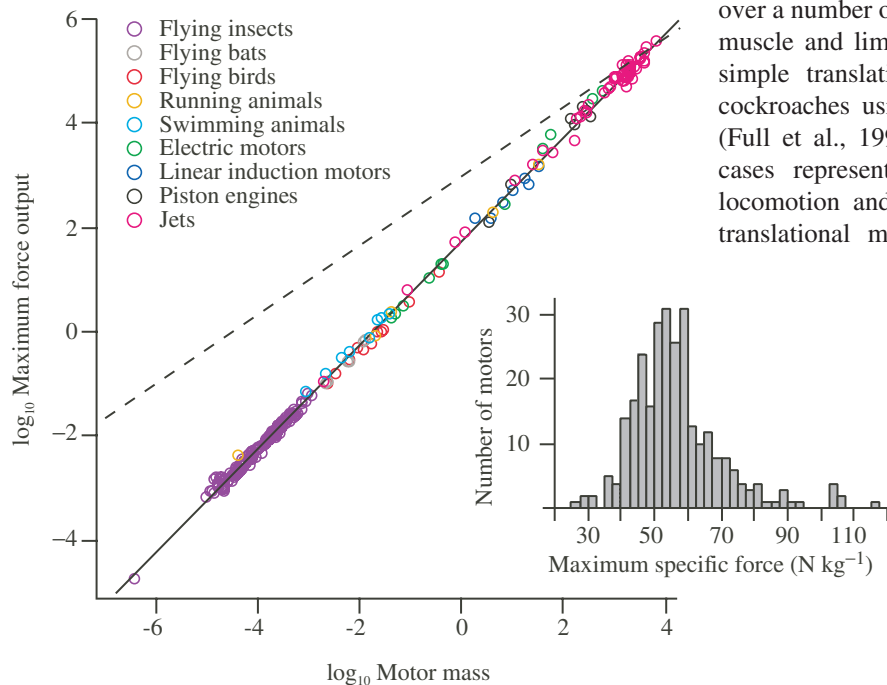 over a number of
muscle and lim
simple translati
cockroaches us
(Full et al., 199
cases represent
locomotion and
translational m
6
4
2
0
−2
−4
log10 Maximum force output
Flying insects
Flying bats
Flying birds
Running animals
Swimming animals
Electric motors
Linear induction motors
Piston engines
Jets
-6 -4 -2 0 2 4
log10 Motor mass
30
20
10
Number of motors
30 50 70 90 110
Maximum specific force (N kg−1)